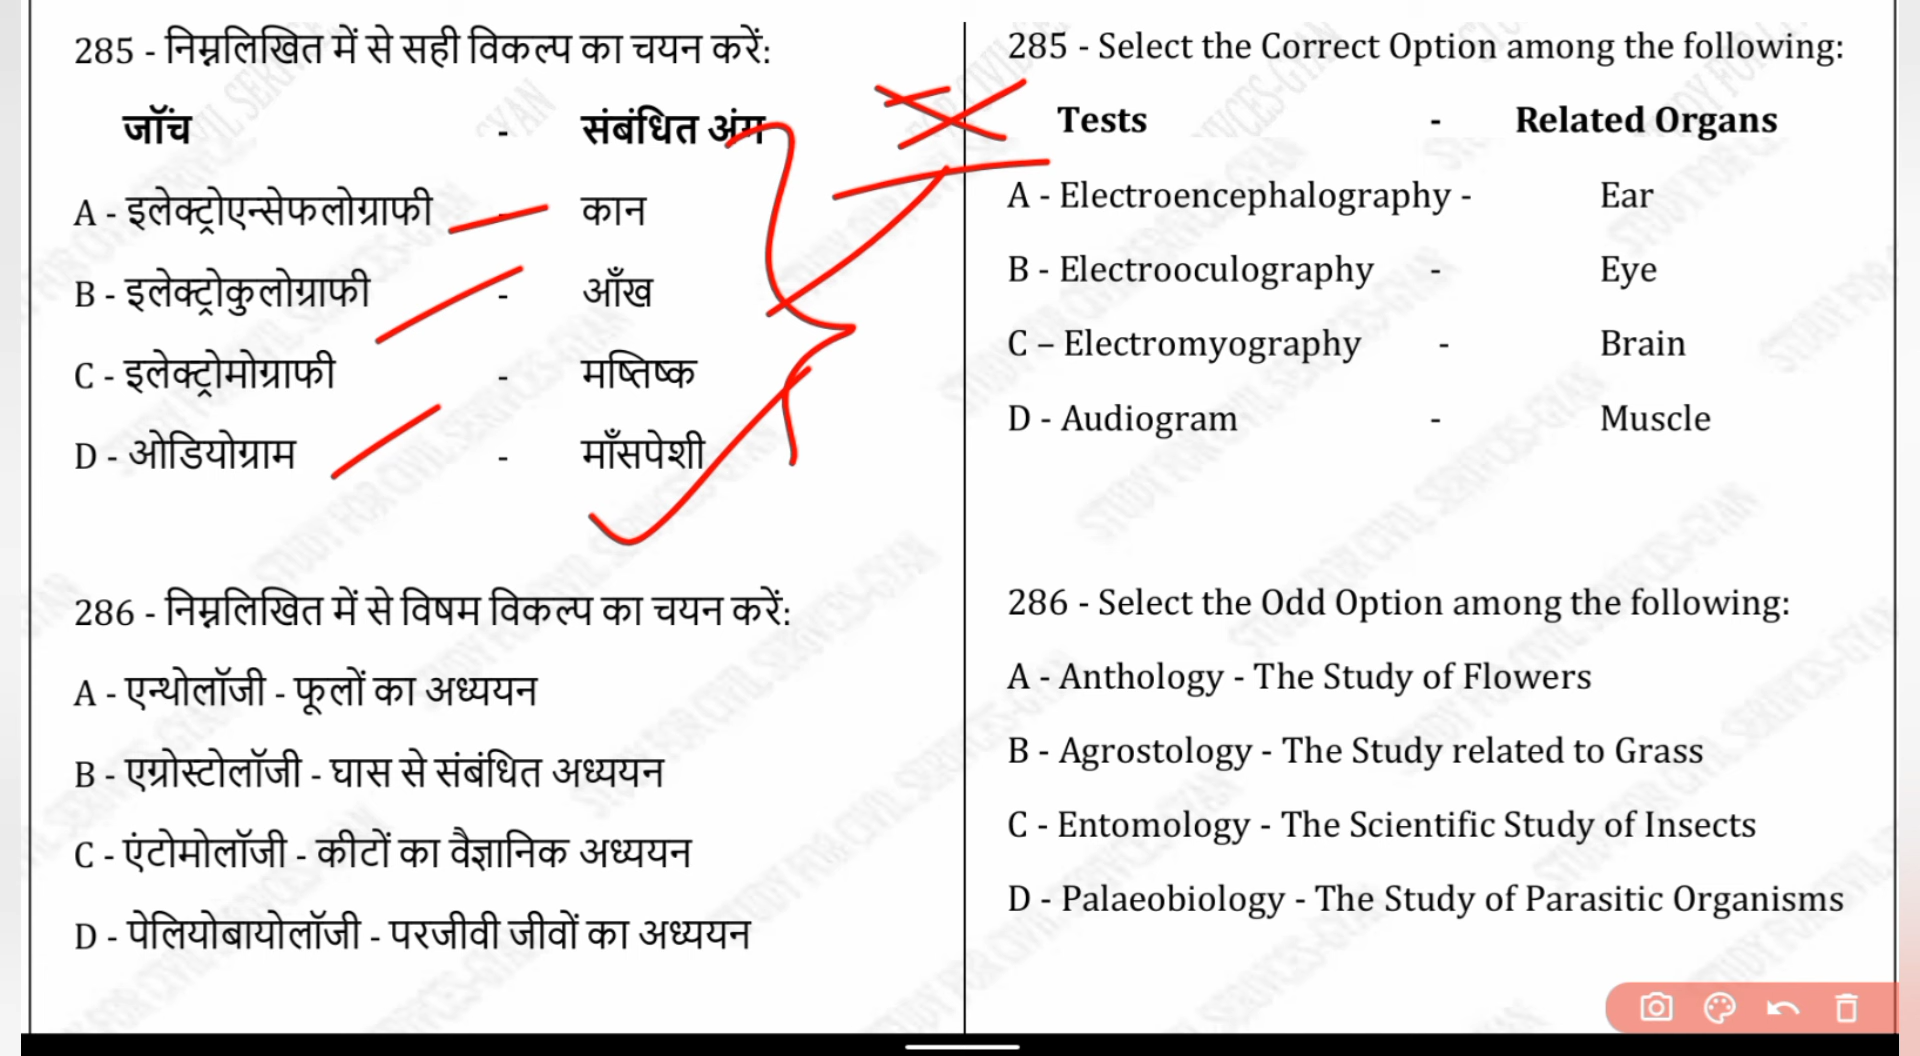 285 - निम्नलिखित में से सही विकल्प का चयन करें:
जाँच - संबंधित अंग
A - इलेक्ट्रोएन्सेफलोग्राफी - कान
B - इलेक्ट्रोकुलोग्राफी - आँख
C - इलेक्ट्रोमोग्राफी - मष्तिष्क
D - ओडियोग्राम - माँसपेशी
286 - निम्नलिखित में से विषम विकल्प का चयन करें:
A - एन्थोलॉजी - फूलों का अध्ययन
B - एग्रोस्टोलॉजी - घास से संबंधित अध्ययन
C - एंटोमोलॉजी - कीटों का वैज्ञानिक अध्ययन
D - पेलियोबायोलॉजी - परजीवी जीवों का अध्ययन
285 - Select the Correct Option among the following:
Tests - Related Organs
A - Electroencephalography - Ear
B - Electrooculography - Eye
C – Electromyography - Brain
D - Audiogram - Muscle
286 - Select the Odd Option among the following:
A - Anthology - The Study of Flowers
B - Agrostology - The Study related to Grass
C - Entomology - The Scientific Study of Insects
D - Palaeobiology - The Study of Parasitic Organisms